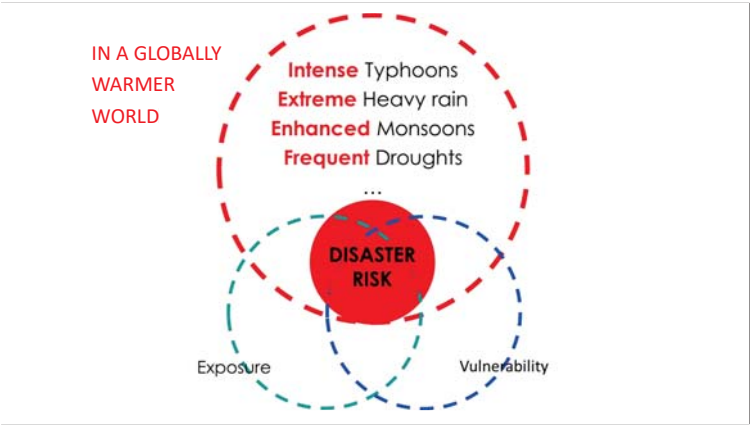 IN A GLOBALLY
WARMER
WORLD
Intense Typhoons
Extreme Heavy rain
Enhanced Monsoons
Frequent Droughts
...
DISASTER
RISK
Exposure
Vulnerability